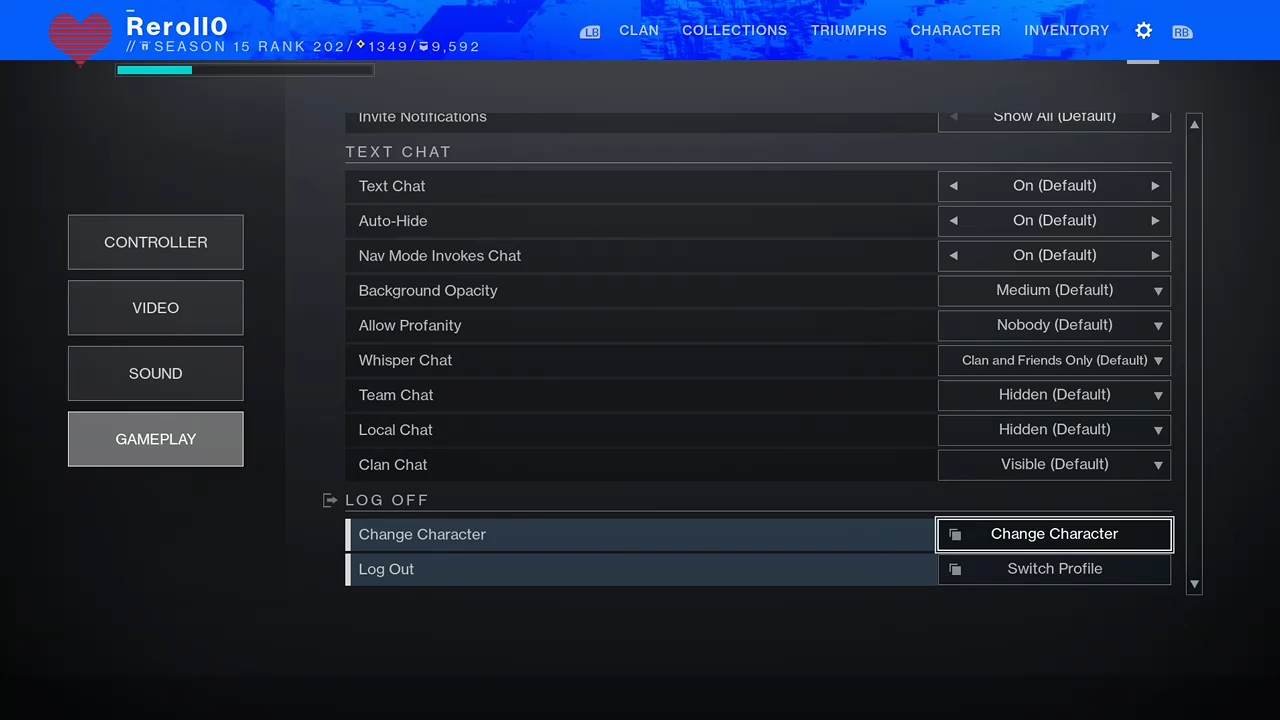 Reroll0
// SEASON 15 RANK 202/1349/9,592
LB CLAN COLLECTIONS TRIUMPHS CHARACTER INVENTORY RB
Invite Notifications Show All (Default)
TEXT CHAT
Text Chat On (Default)
Auto-Hide On (Default)
Nav Mode Invokes Chat On (Default)
Background Opacity Medium (Default)
Allow Profanity Nobody (Default)
Whisper Chat Clan and Friends Only (Default)
Team Chat Hidden (Default)
Local Chat Hidden (Default)
Clan Chat Visible (Default)
LOG OFF
Change Character Change Character
Log Out Switch Profile
CONTROLLER
VIDEO
SOUND
GAMEPLAY